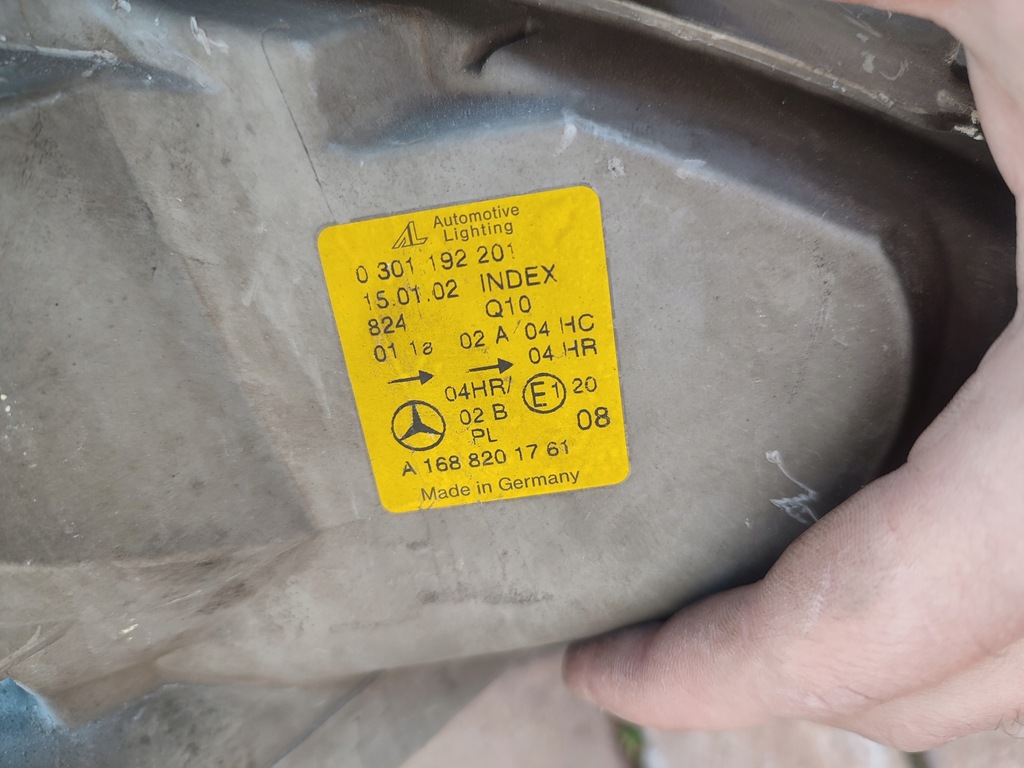 AL Automotive
Lighting
0 301 192 201
15.01.02 INDEX
824 Q10
01 1a 02 A / 04 HC
04 HR
04HR/ E1 20
02 B 08
PL
A 168 820 17 61
Made in Germany